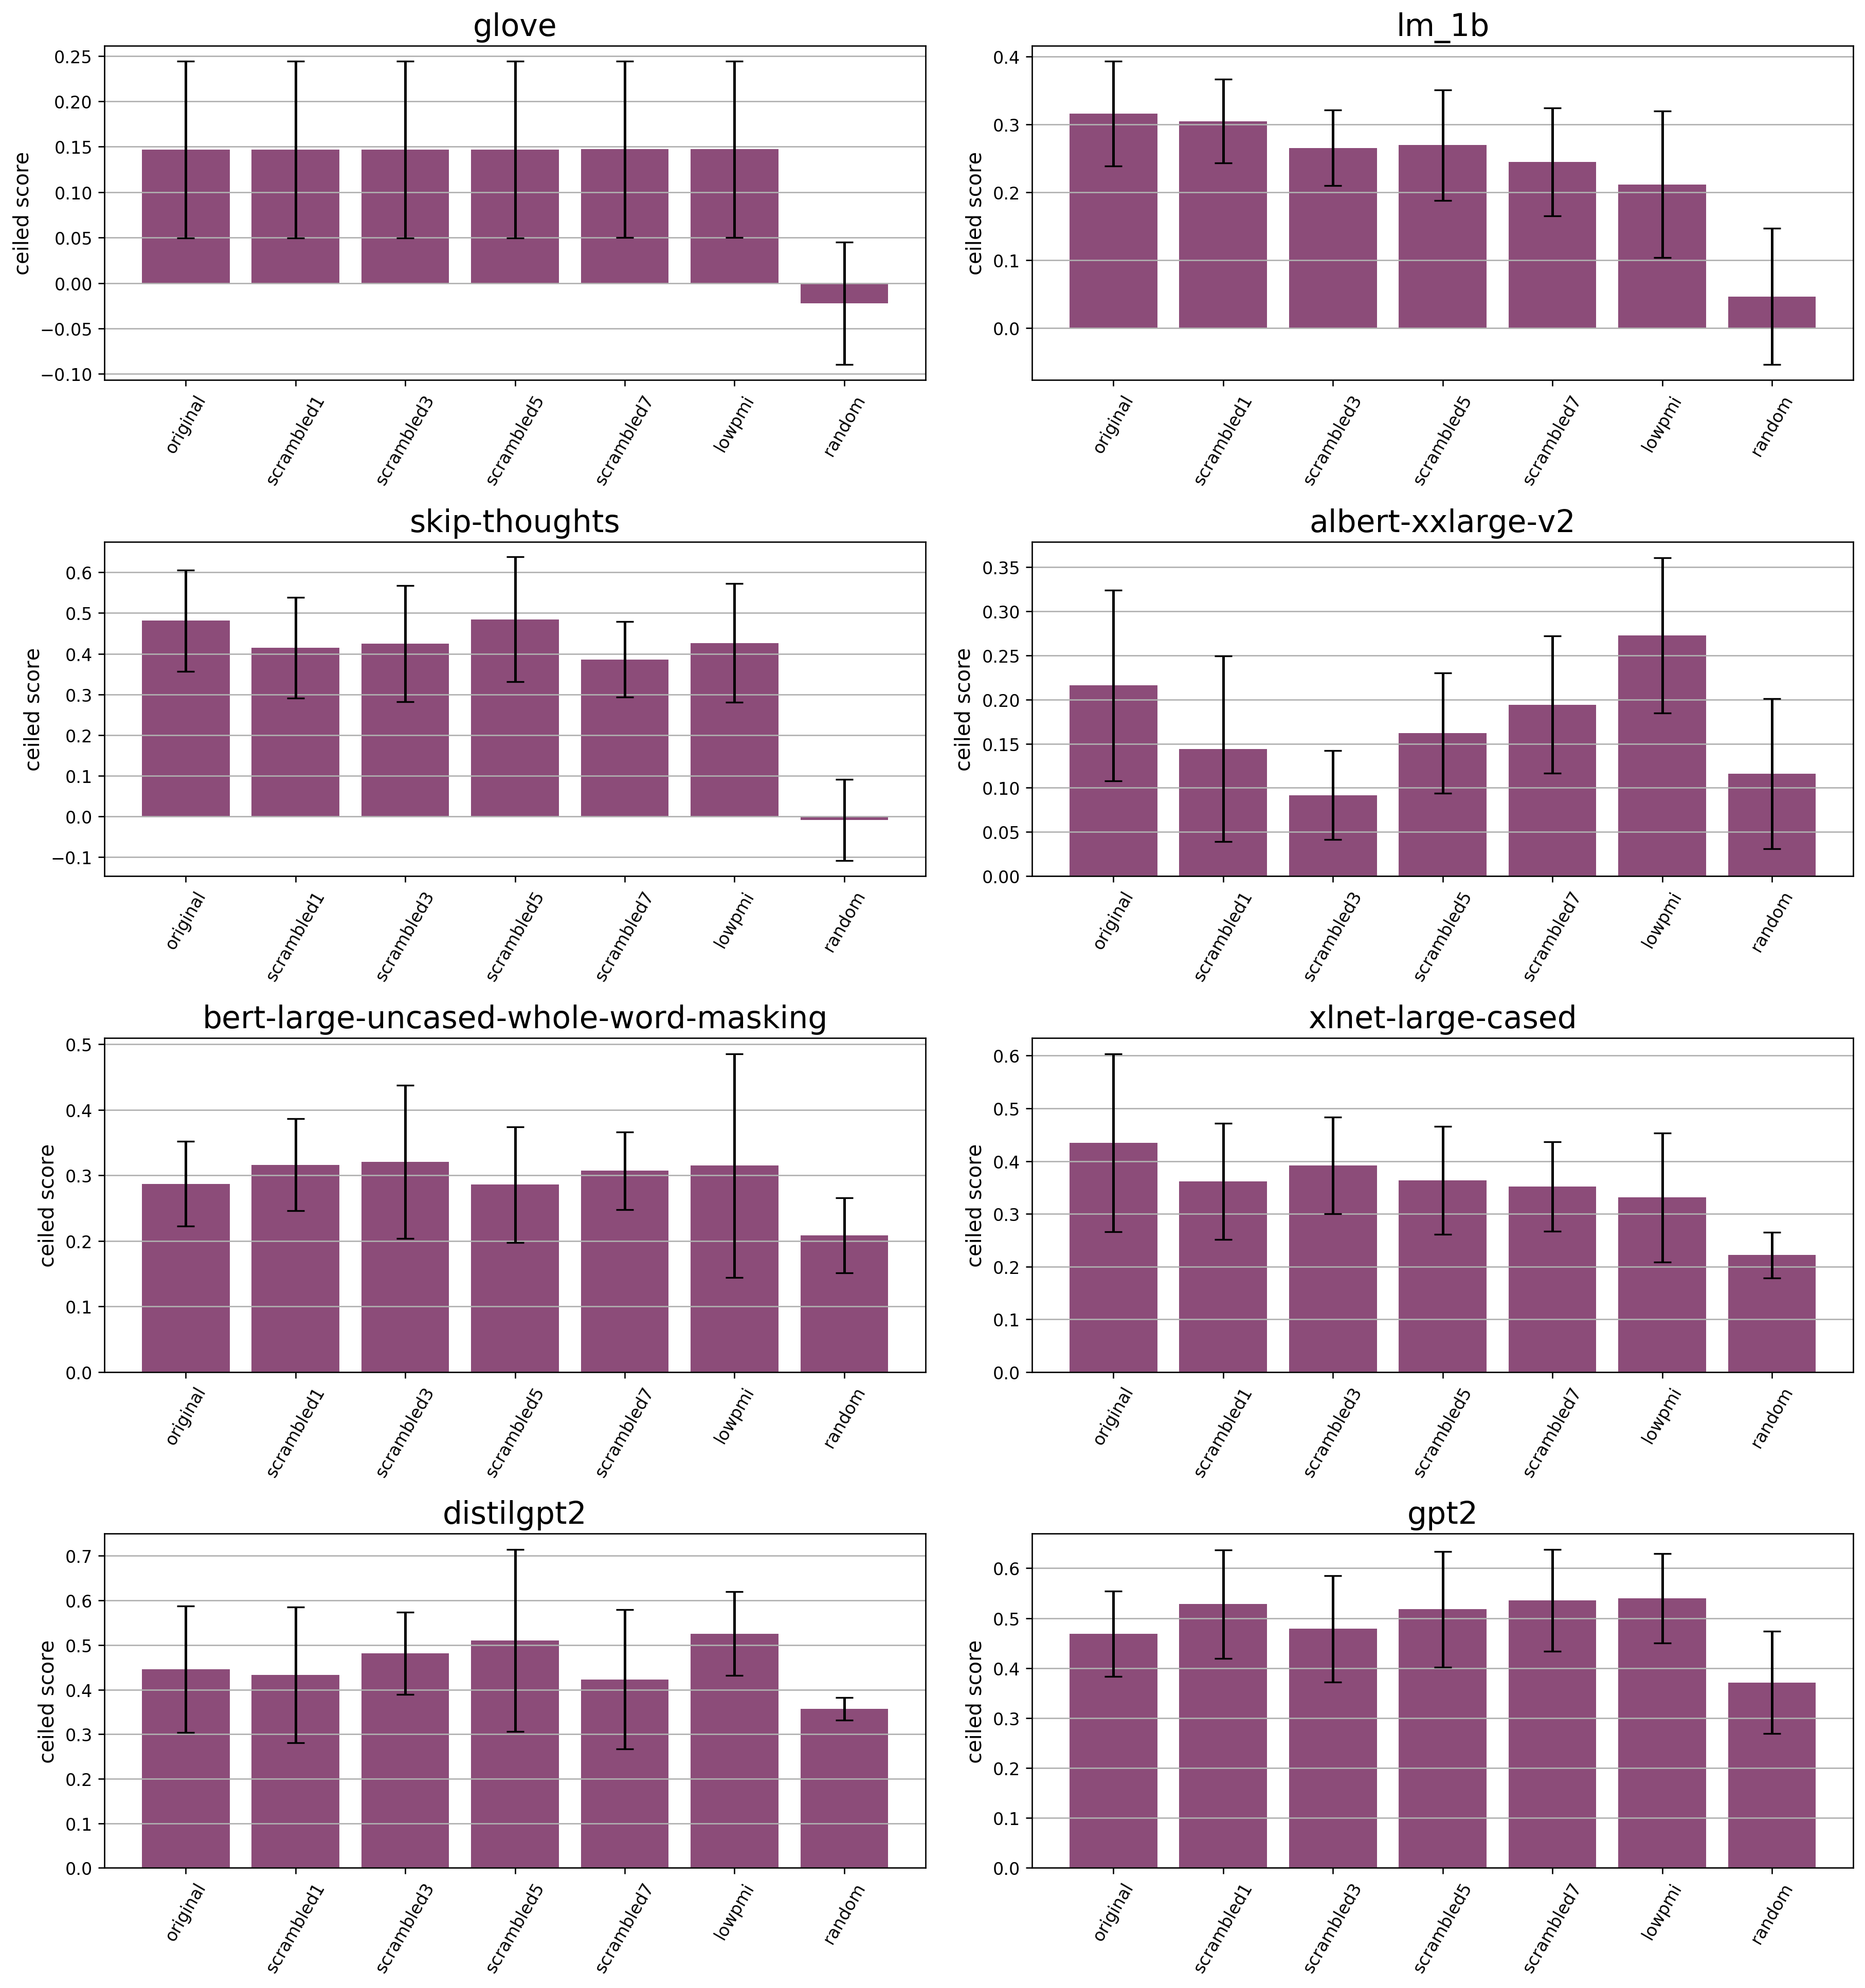 glove
ceiled score
0.25
0.20
0.15
0.10
0.05
0.00
−0.05
−0.10
original
scrambled1
scrambled3
scrambled5
scrambled7
lowpmi
random
lm_1b
ceiled score
0.4
0.3
0.2
0.1
0.0
original
scrambled1
scrambled3
scrambled5
scrambled7
lowpmi
random
skip-thoughts
ceiled score
0.6
0.5
0.4
0.3
0.2
0.1
0.0
−0.1
original
scrambled1
scrambled3
scrambled5
scrambled7
lowpmi
random
albert-xxlarge-v2
ceiled score
0.35
0.30
0.25
0.20
0.15
0.10
0.05
0.00
original
scrambled1
scrambled3
scrambled5
scrambled7
lowpmi
random
bert-large-uncased-whole-word-masking
ceiled score
0.5
0.4
0.3
0.2
0.1
0.0
original
scrambled1
scrambled3
scrambled5
scrambled7
lowpmi
random
xlnet-large-cased
ceiled score
0.6
0.5
0.4
0.3
0.2
0.1
0.0
original
scrambled1
scrambled3
scrambled5
scrambled7
lowpmi
random
distilgpt2
ceiled score
0.7
0.6
0.5
0.4
0.3
0.2
0.1
0.0
original
scrambled1
scrambled3
scrambled5
scrambled7
lowpmi
random
gpt2
ceiled score
0.6
0.5
0.4
0.3
0.2
0.1
0.0
original
scrambled1
scrambled3
scrambled5
scrambled7
lowpmi
random